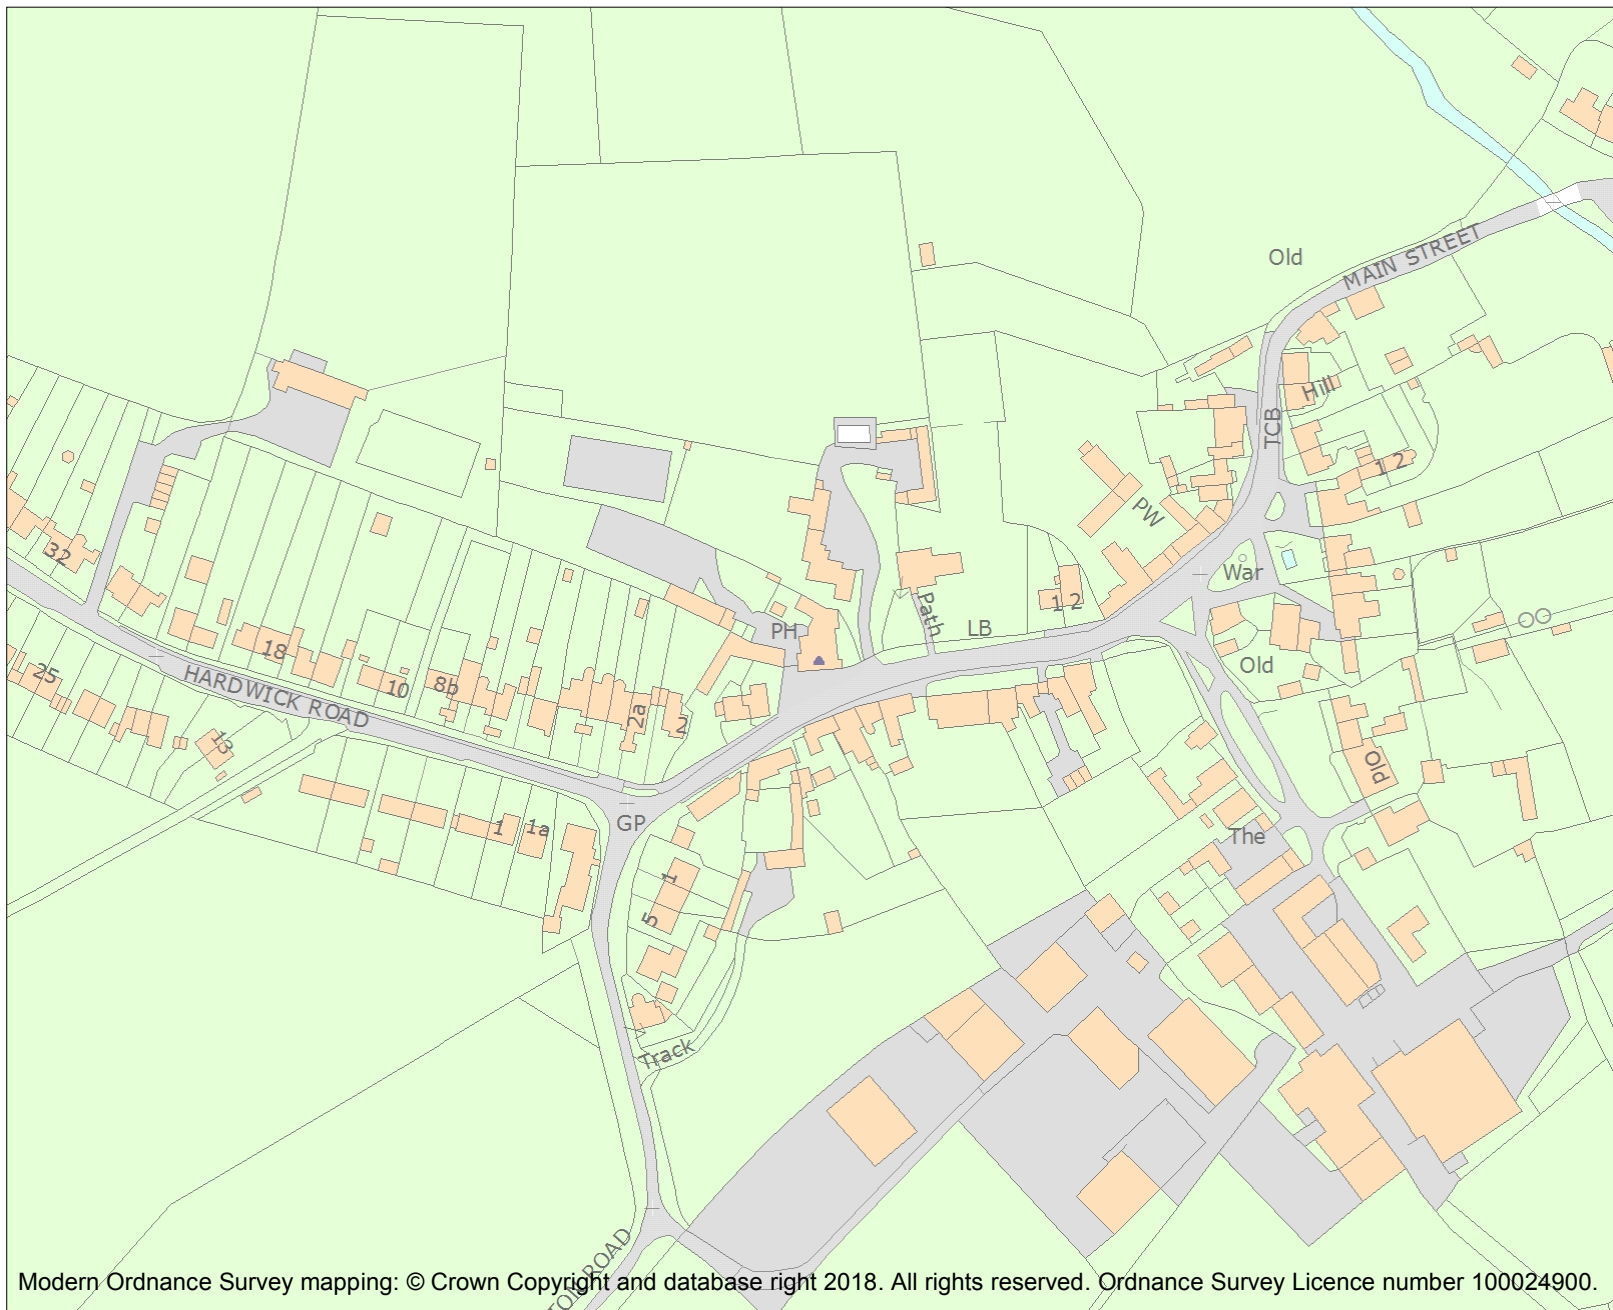 Old
MAIN STREET
Hill
TCB
1 2
PW
32
War
1 2
Path
LB
PH
18
Old
25
10
8b
HARDWICK ROAD
2a
2
13
Old
GP
1
1a
The
1
5
Track
ROAD
Modern Ordnance Survey mapping: © Crown Copyright and database right 2018. All rights reserved. Ordnance Survey Licence number 100024900.